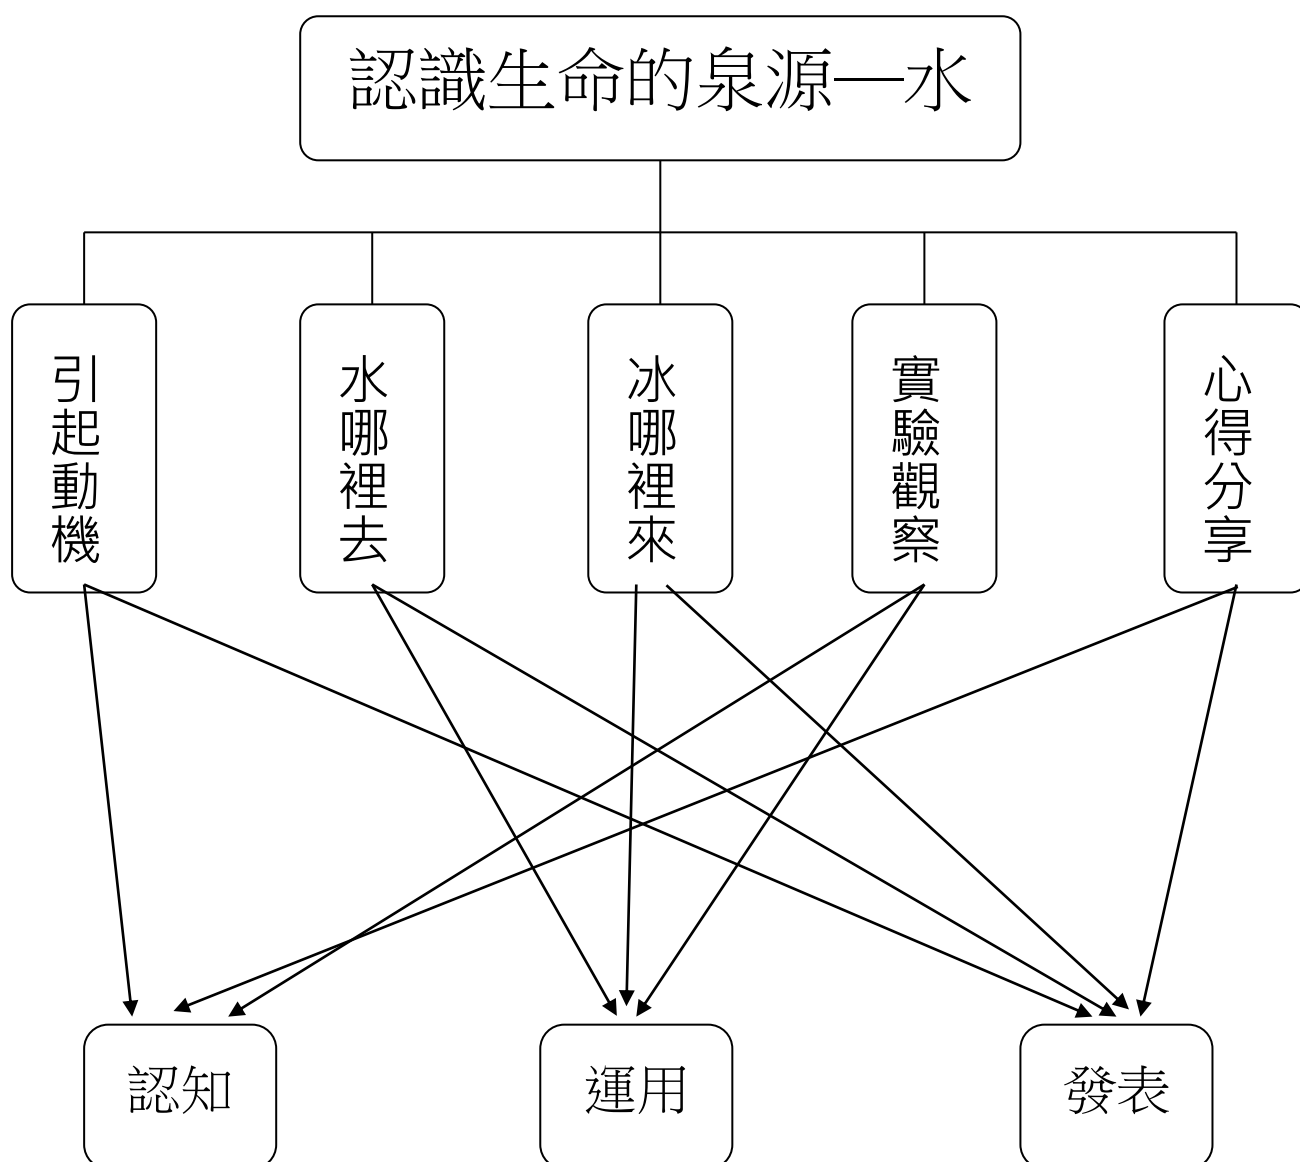 認識生命的泉源—水
引起動機
水哪裡去
冰哪裡來
實驗觀察
心得分享
認知
運用
發表